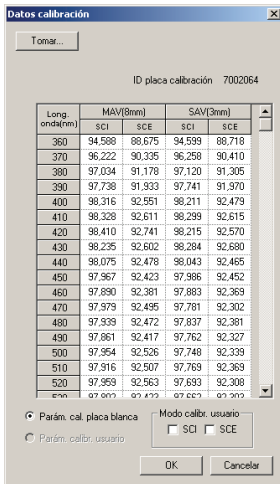 Datos calibración
Tomar...
ID placa calibración 7002064
Long. onda(nm) MAV(8mm) SAV(3mm)
SCI SCE SCI SCE
360 94,588 88,675 94,599 88,718
370 96,222 90,335 96,258 90,410
380 97,034 91,178 97,120 91,305
390 97,738 91,933 97,741 91,970
400 98,316 92,551 98,211 92,479
410 98,328 92,611 98,299 92,615
420 98,410 92,741 98,215 92,570
430 98,235 92,602 98,284 92,680
440 98,075 92,478 98,043 92,465
450 97,967 92,423 97,986 92,452
460 97,890 92,381 97,883 92,369
470 97,979 92,495 97,781 92,302
480 97,939 92,472 97,837 92,381
490 97,861 92,417 97,762 92,327
500 97,954 92,526 97,748 92,339
510 97,916 92,507 97,769 92,369
520 97,959 92,563 97,693 92,308
Parám. cal. placa blanca
Modo calibr. usuario
SCI SCE
Parám. calibr. usuario
OK Cancelar